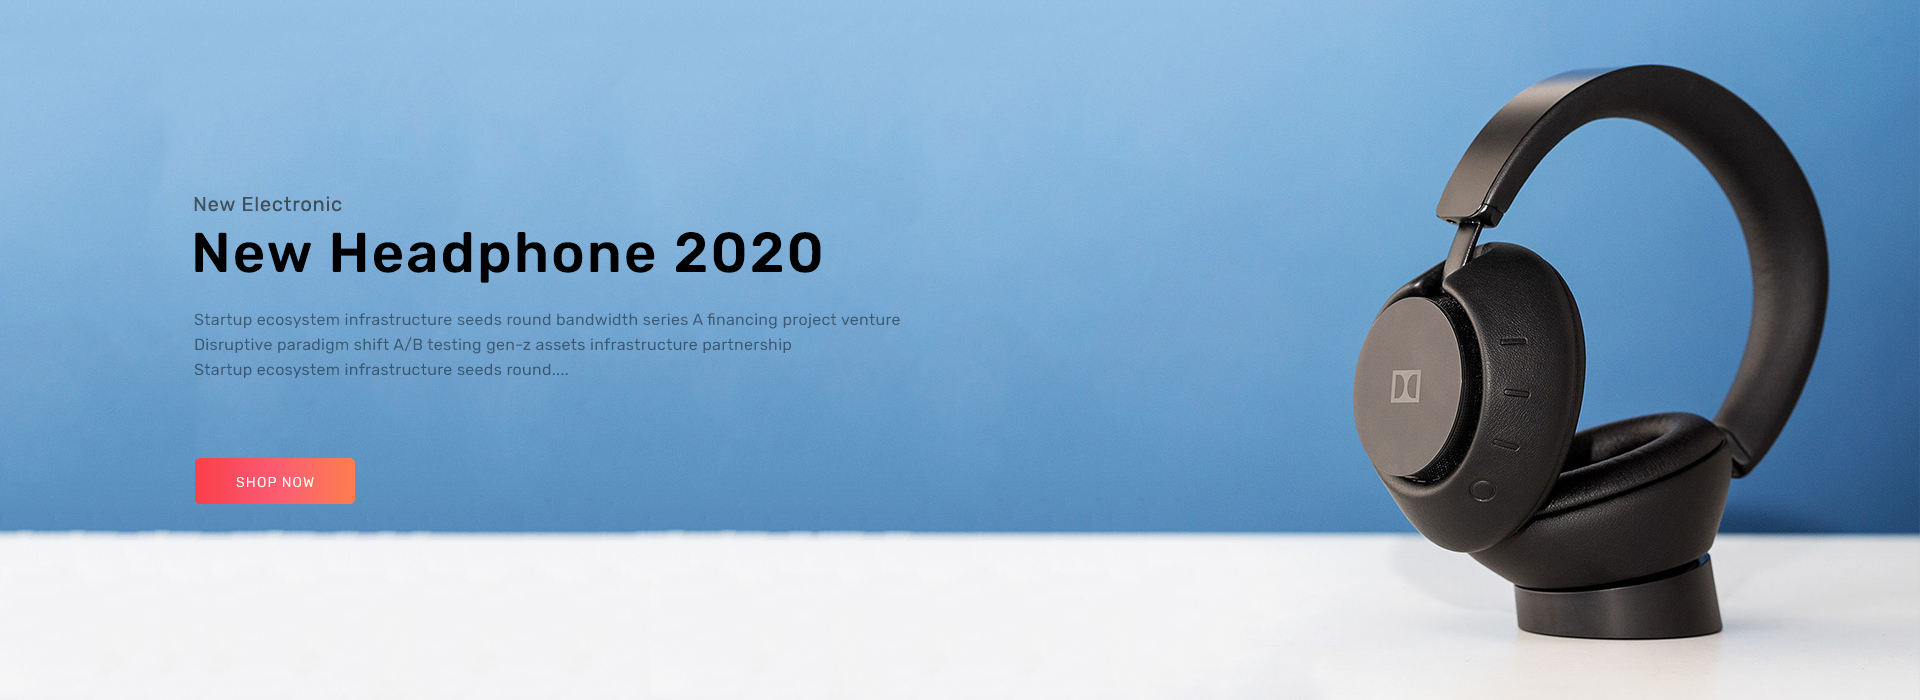 New Electronic
New Headphone 2020
Startup ecosystem infrastructure seeds round bandwidth series A financing project venture
Disruptive paradigm shift A/B testing gen-z assets infrastructure partnership
Startup ecosystem infrastructure seeds round....
SHOP NOW